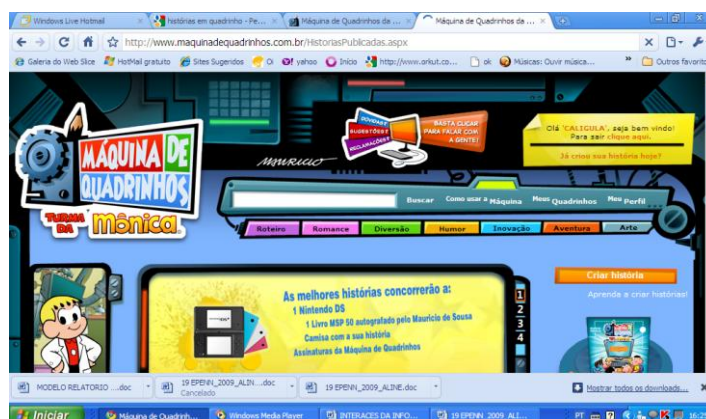 Windows Live Hotmail
histórias em quadrinho - Pe...
Máquina de Quadrinhos da ...
Máquina de Quadrinhos da ...
http://www.maquinadequadrinhos.com.br/HistoriasPublicadas.aspx
Galeria do Web Slice
HotMail gratuito
Sites Sugeridos
Oi
yahoo
Início
http://www.orkut.co...
ok
Músicas: Ouvir música...
»
Outros favorito
DÚVIDAS?
SUGESTÕES?
RECLAMAÇÕES?
BASTA CLICAR
PARA FALAR COM
A GENTE!
Olá 'CALIGULA', seja bem vindo!
Para sair clique aqui.
Já criou sua história hoje?
MAURICIO
MÁQUINA DE
QUADRINHOS
TURMA
DA Mônica
Buscar
Como usar a Máquina
Meus Quadrinhos
Meu Perfil
Roteiro
Romance
Diversão
Humor
Inovação
Aventura
Arte
As melhores histórias concorrerão a:
1 Nintendo DS
1 Livro MSP 50 autografado pelo Mauricio de Sousa
Camisa com a sua história
Assinaturas da Máquina de Quadrinhos
1
2
3
4
Criar história
Aprenda a criar histórias!
MODELO RELATORIO ....doc
19 EPENN_2009_ALIN....doc
Cancelado
19 EPENN_2009_ALINE.doc
Mostrar todos os downloads...
Iniciar
Máquina de Quadrinh...
Windows Media Player
INTERACES DA INFO...
19 EPENN_2009_ALI...
PT
16:25